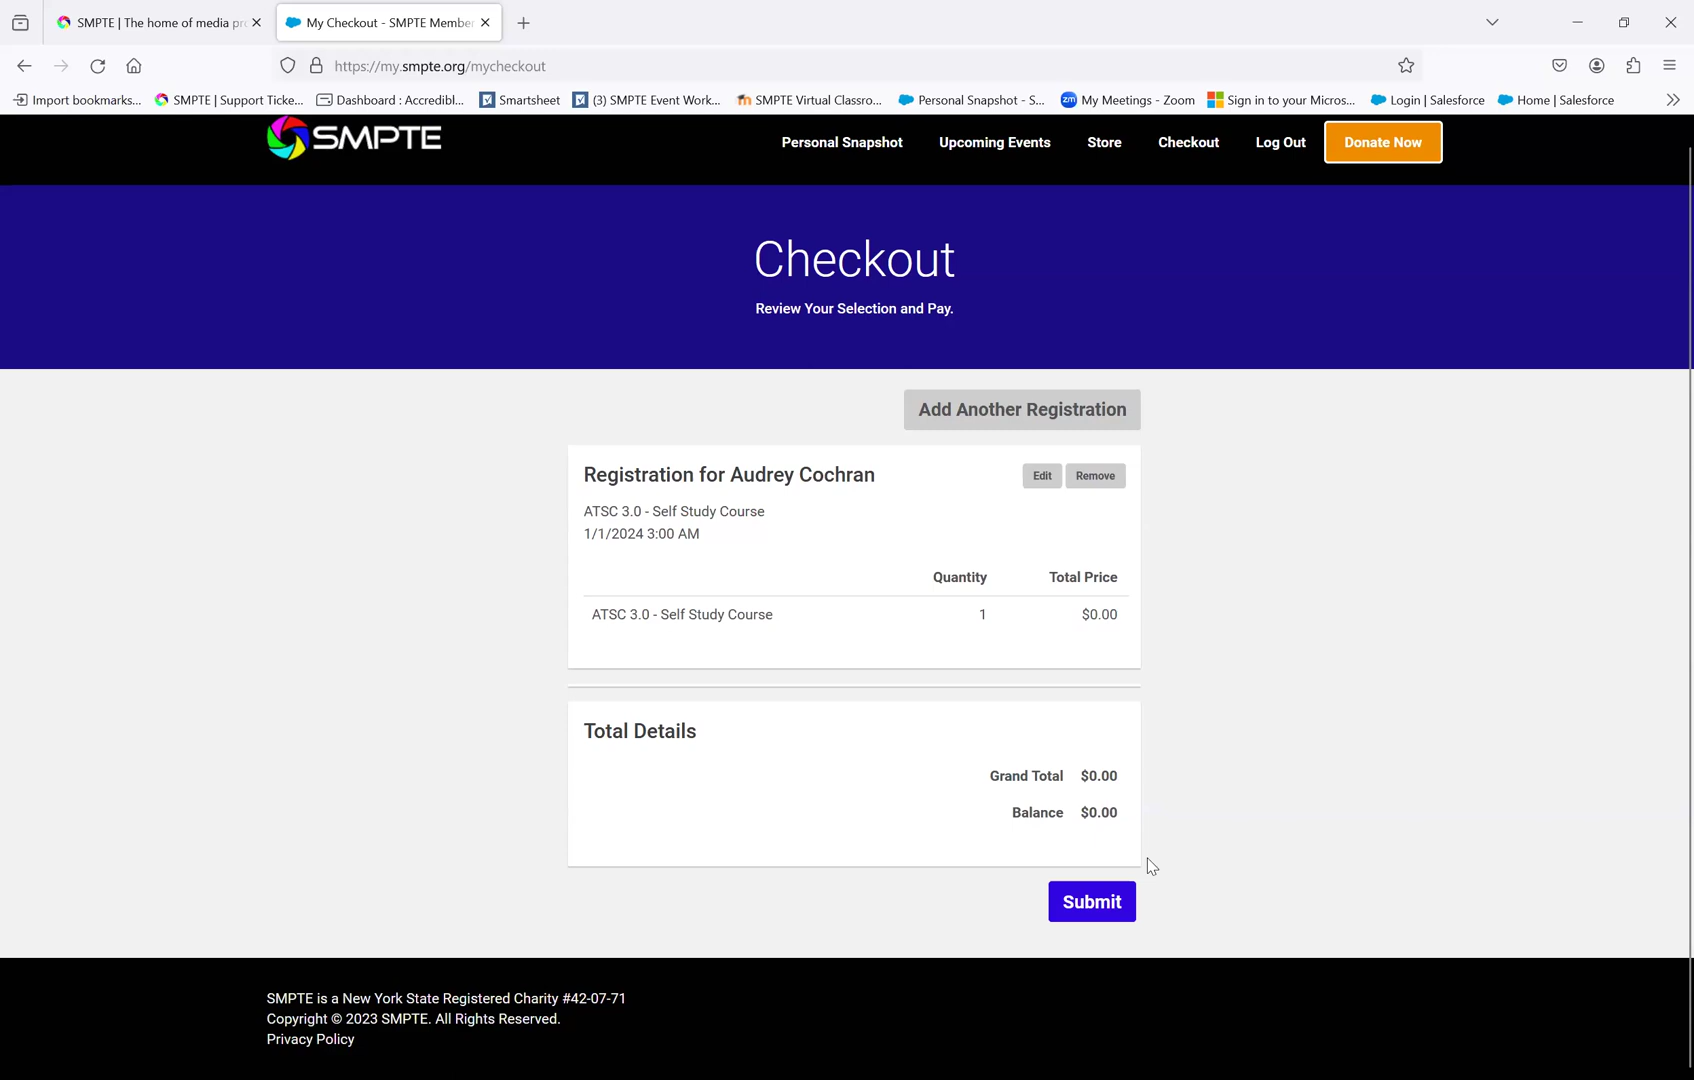 SMPTE | The home of media pr
My Checkout - SMPTE Member
https://my.smpte.org/mycheckout
Import bookmarks... SMPTE | Support Ticke... Dashboard : Accredibl... Smartsheet (3) SMPTE Event Work... SMPTE Virtual Classro... Personal Snapshot - S... zm My Meetings - Zoom Sign in to your Micros... Login | Salesforce Home | Salesforce
SMPTE
Personal Snapshot Upcoming Events Store Checkout Log Out Donate Now
Checkout
Review Your Selection and Pay.
Add Another Registration
Registration for Audrey Cochran Edit Remove
ATSC 3.0 - Self Study Course
1/1/2024 3:00 AM
Quantity Total Price
ATSC 3.0 - Self Study Course 1 $0.00
Total Details
Grand Total $0.00
Balance $0.00
Submit
SMPTE is a New York State Registered Charity #42-07-71
Copyright © 2023 SMPTE. All Rights Reserved.
Privacy Policy